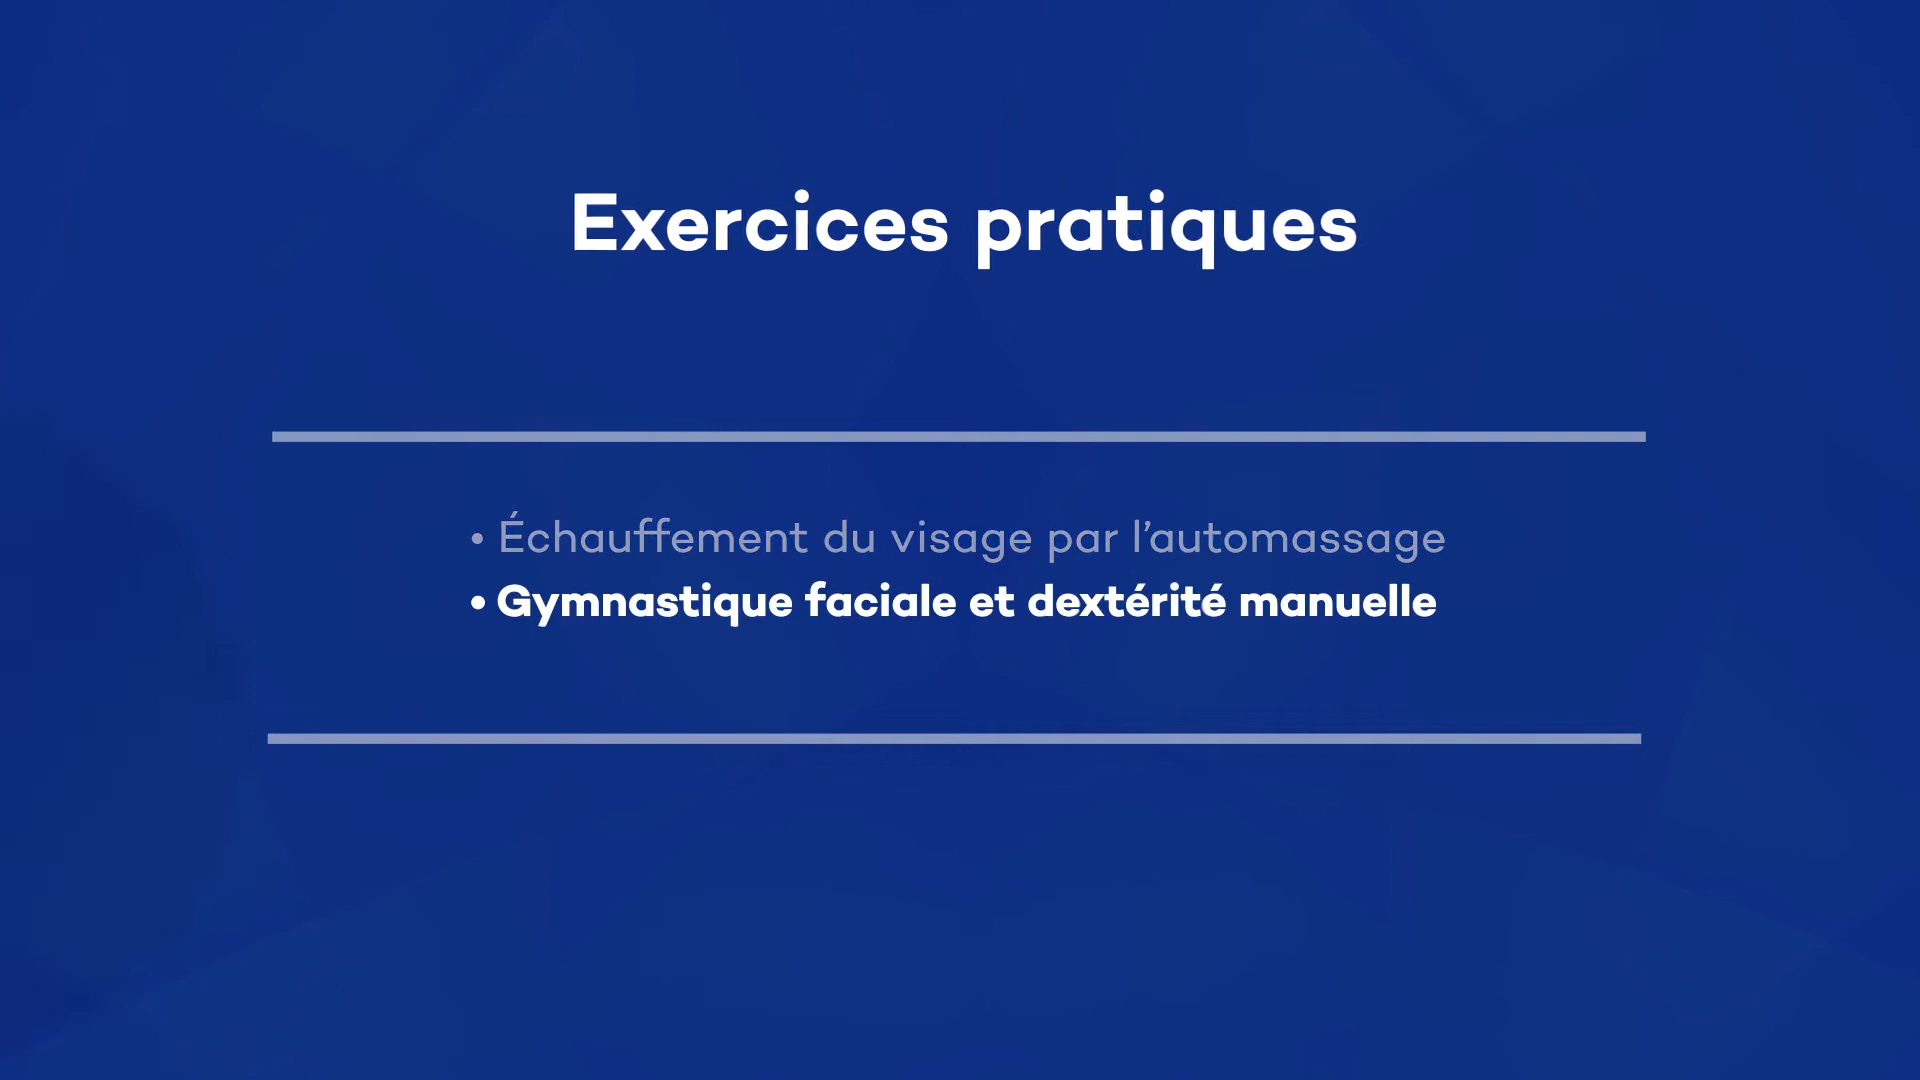 Exercices pratiques
• Échauffement du visage par l’automassage
• Gymnastique faciale et dextérité manuelle